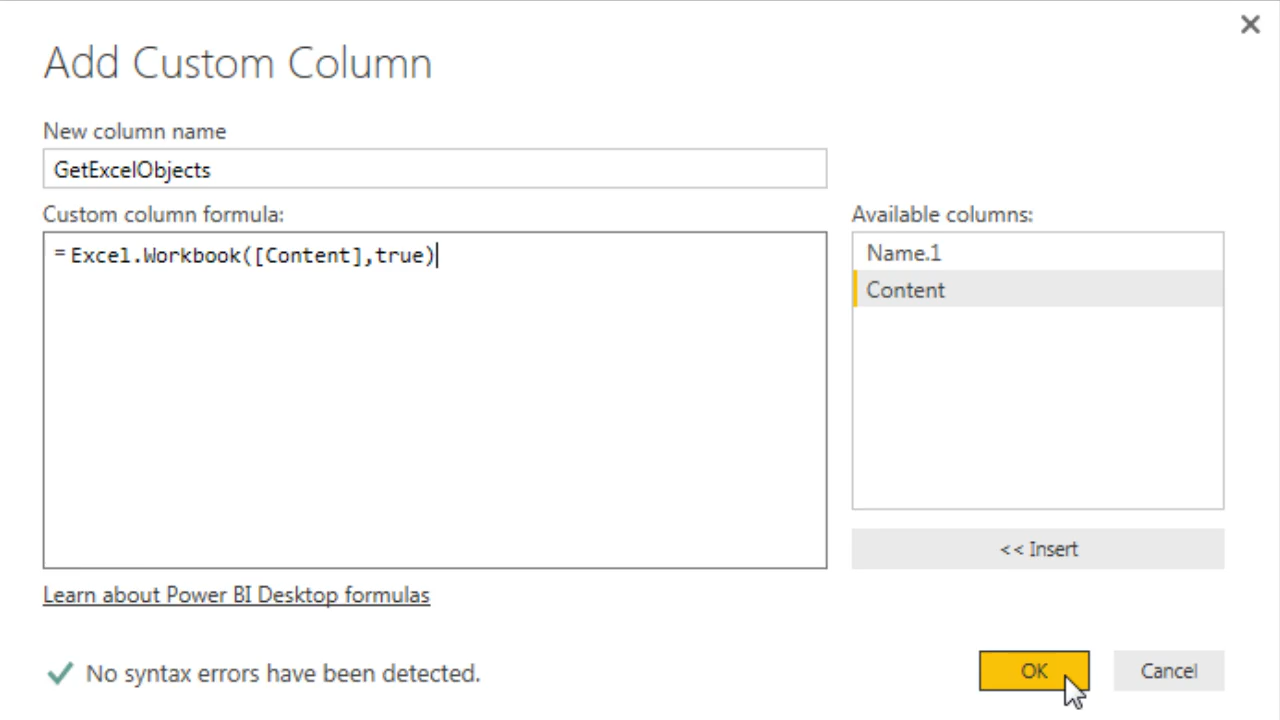 Add Custom Column
New column name
GetExcelObjects
Custom column formula:
= Excel.Workbook([Content],true)
Available columns:
Name.1
Content
<< Insert
Learn about Power BI Desktop formulas
No syntax errors have been detected.
OK
Cancel